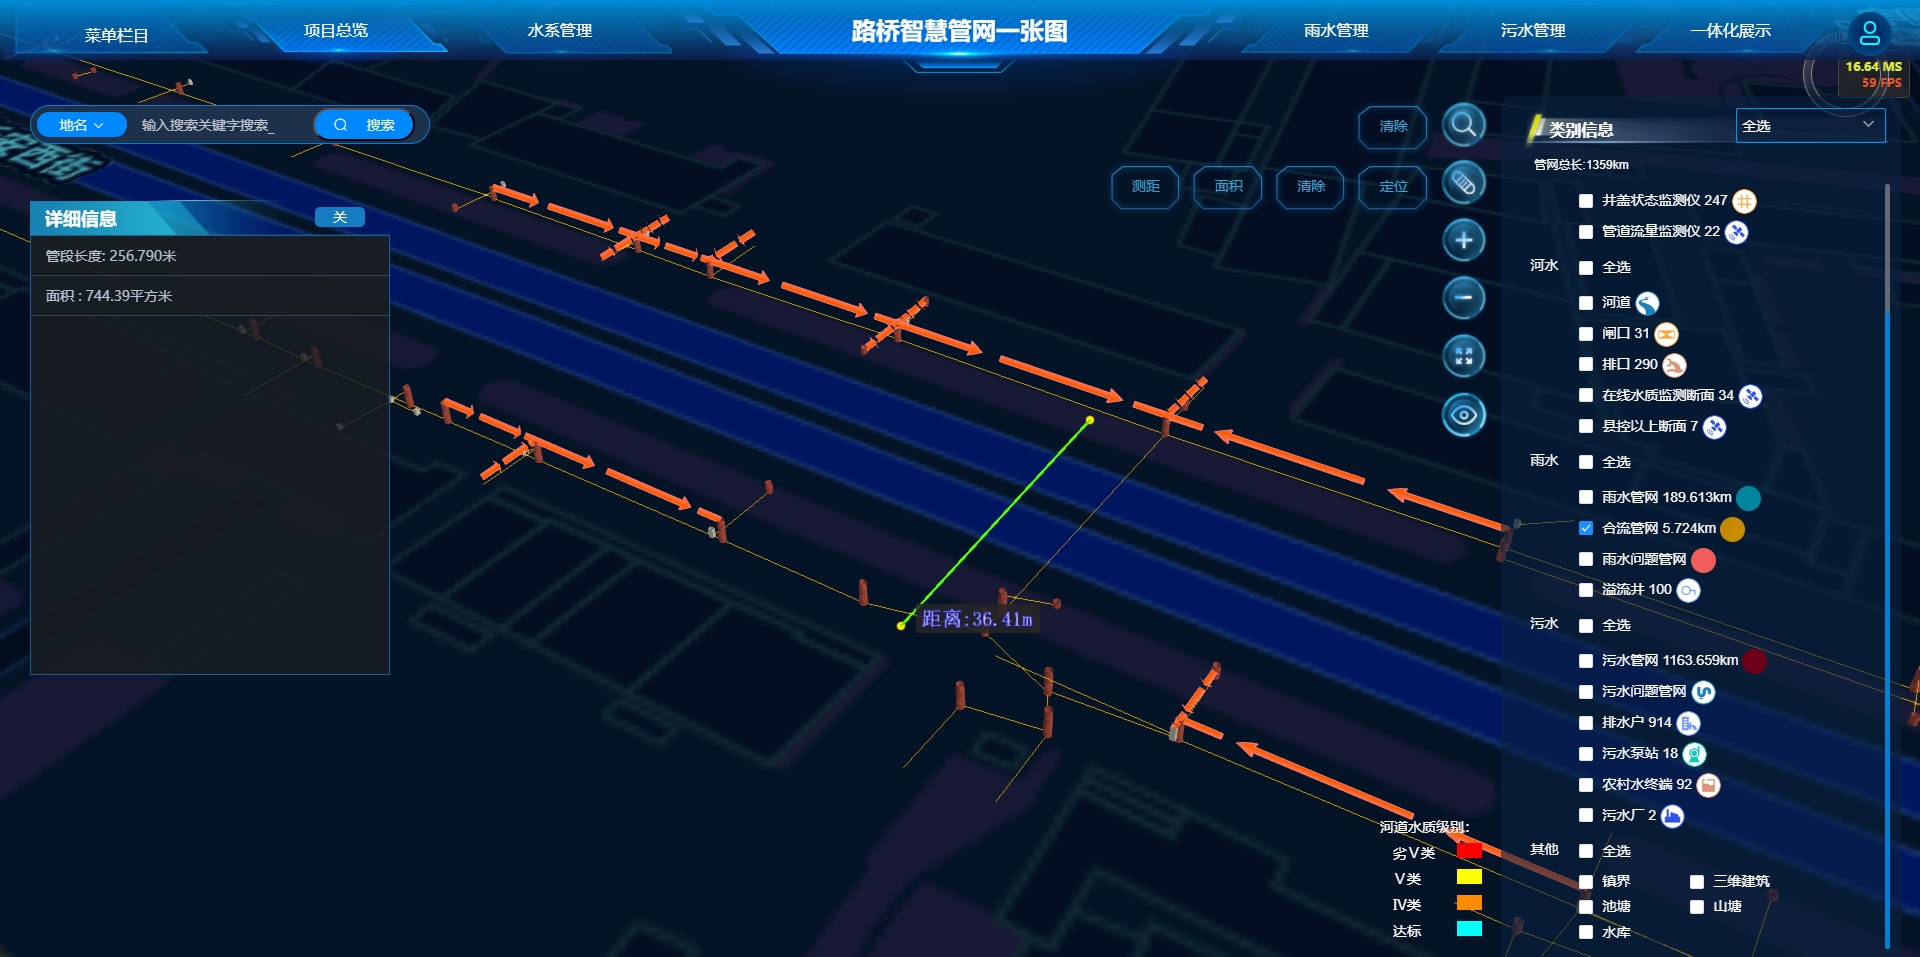 菜单栏目
项目总览
水系管理
路桥智慧管网一张图
雨水管理
污水管理
一体化展示
16.64 MS
59 FPS
地名
输入搜索关键字搜索_
搜索
清除
测距
面积
清除
定位
西街
详细信息
关
管段长度: 256.790米
面积 : 744.39平方米
距离:36.41m
类别信息
全选
管网总长:1359km
井盖状态监测仪 247
管道流量监测仪 22
河水
全选
河道
闸口 31
排口 290
在线水质监测断面 34
县控以上断面 7
雨水
全选
雨水管网 189.613km
合流管网 5.724km
雨水问题管网
溢流井 100
污水
全选
污水管网 1163.659km
污水问题管网
排水户 914
污水泵站 18
农村水终端 92
污水厂 2
其他
全选
镇界
三维建筑
池塘
山塘
水库
河道水质级别:
劣Ⅴ类
Ⅴ类
Ⅳ类
达标